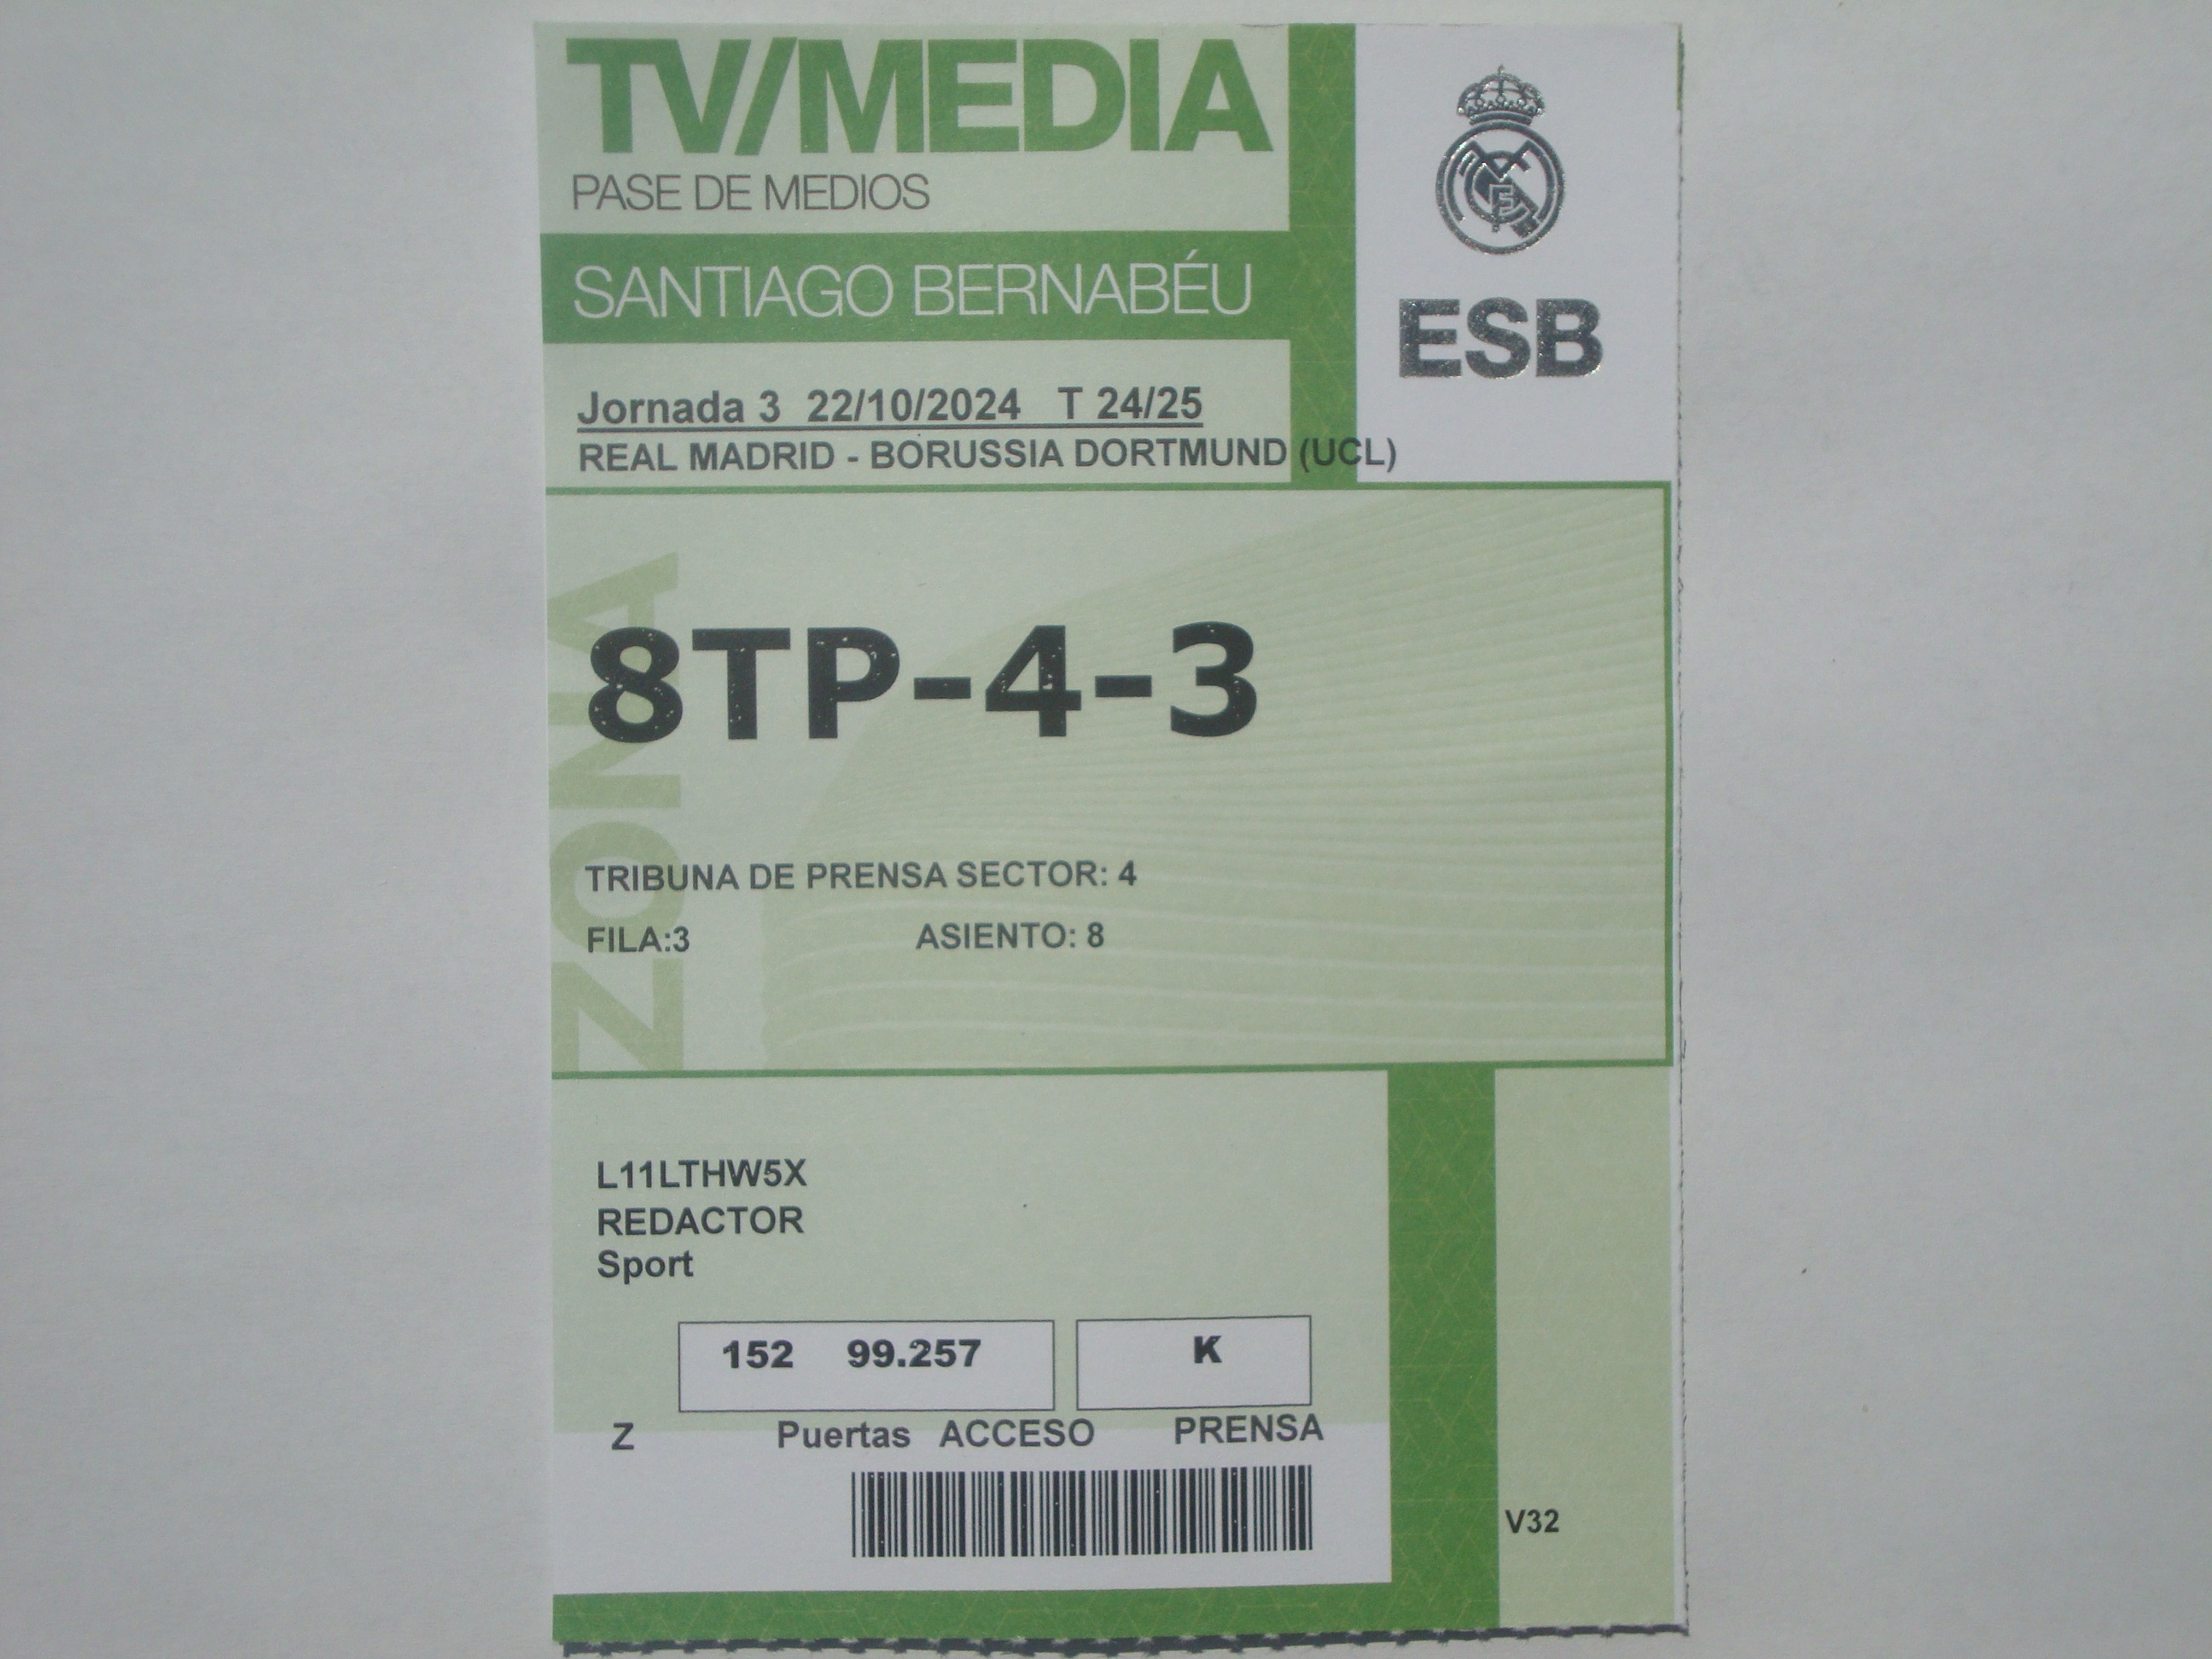 TV/MEDIA
PASE DE MEDIOS
SANTIAGO BERNABÉU
ESB
Jornada 3 22/10/2024 T 24/25
REAL MADRID - BORUSSIA DORTMUND (UCL)
ZONA
8TP-4-3
TRIBUNA DE PRENSA SECTOR: 4
FILA:3 ASIENTO: 8
L11LTHW5X
REDACTOR
Sport
152 99.257 K
Z Puertas ACCESO PRENSA
V32